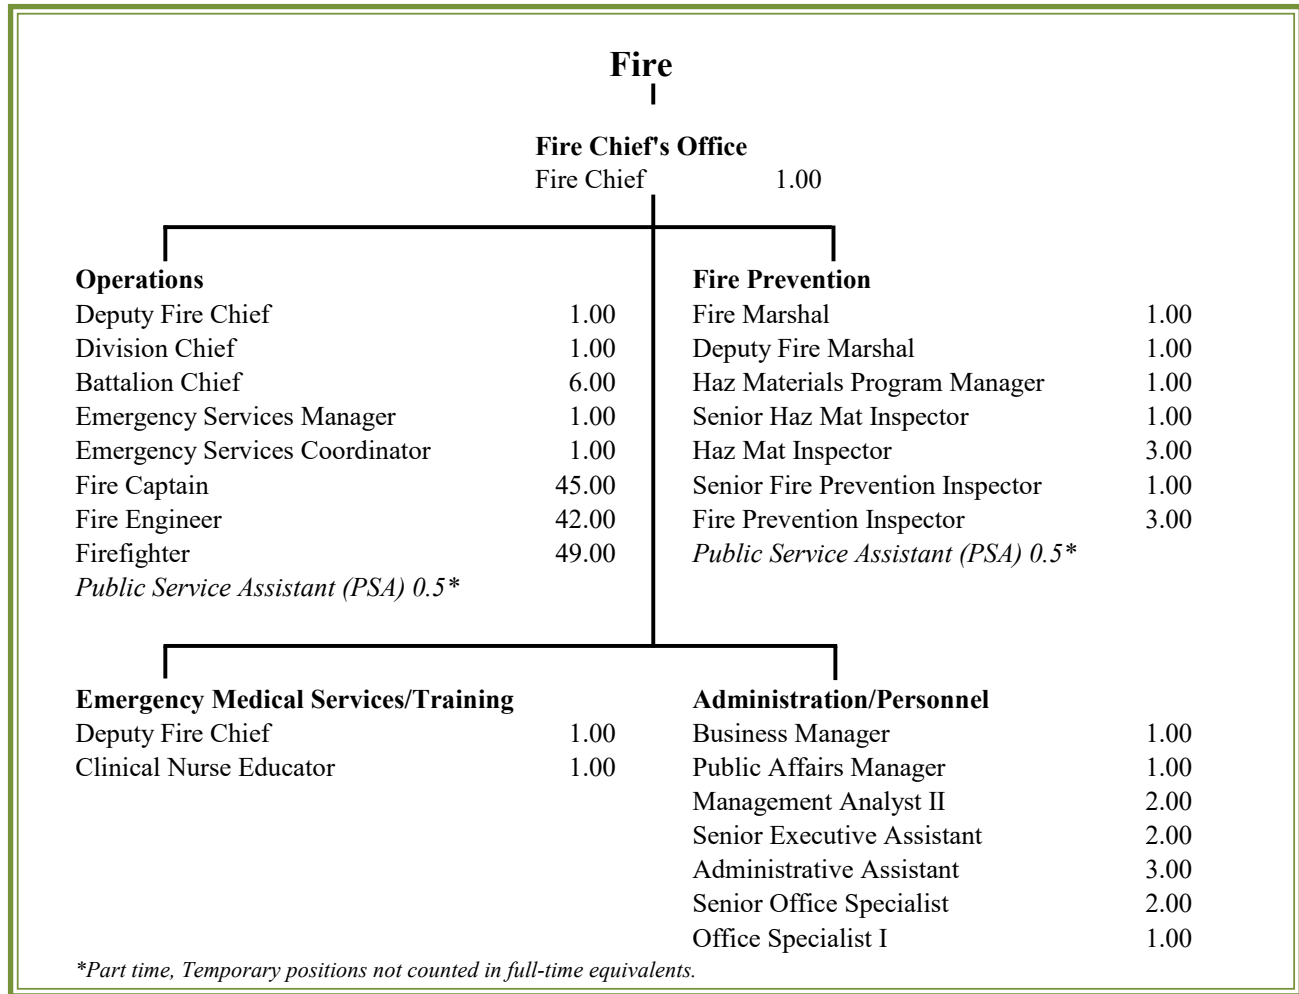 Fire
Fire Chief's Office
Fire Chief 1.00
Operations
Deputy Fire Chief 1.00
Division Chief 1.00
Battalion Chief 6.00
Emergency Services Manager 1.00
Emergency Services Coordinator 1.00
Fire Captain 45.00
Fire Engineer 42.00
Firefighter 49.00
Public Service Assistant (PSA) 0.5*
Fire Prevention
Fire Marshal 1.00
Deputy Fire Marshal 1.00
Haz Materials Program Manager 1.00
Senior Haz Mat Inspector 1.00
Haz Mat Inspector 3.00
Senior Fire Prevention Inspector 1.00
Fire Prevention Inspector 3.00
Public Service Assistant (PSA) 0.5*
Emergency Medical Services/Training
Deputy Fire Chief 1.00
Clinical Nurse Educator 1.00
Administration/Personnel
Business Manager 1.00
Public Affairs Manager 1.00
Management Analyst II 2.00
Senior Executive Assistant 2.00
Administrative Assistant 3.00
Senior Office Specialist 2.00
Office Specialist I 1.00
*Part time, Temporary positions not counted in full-time equivalents.